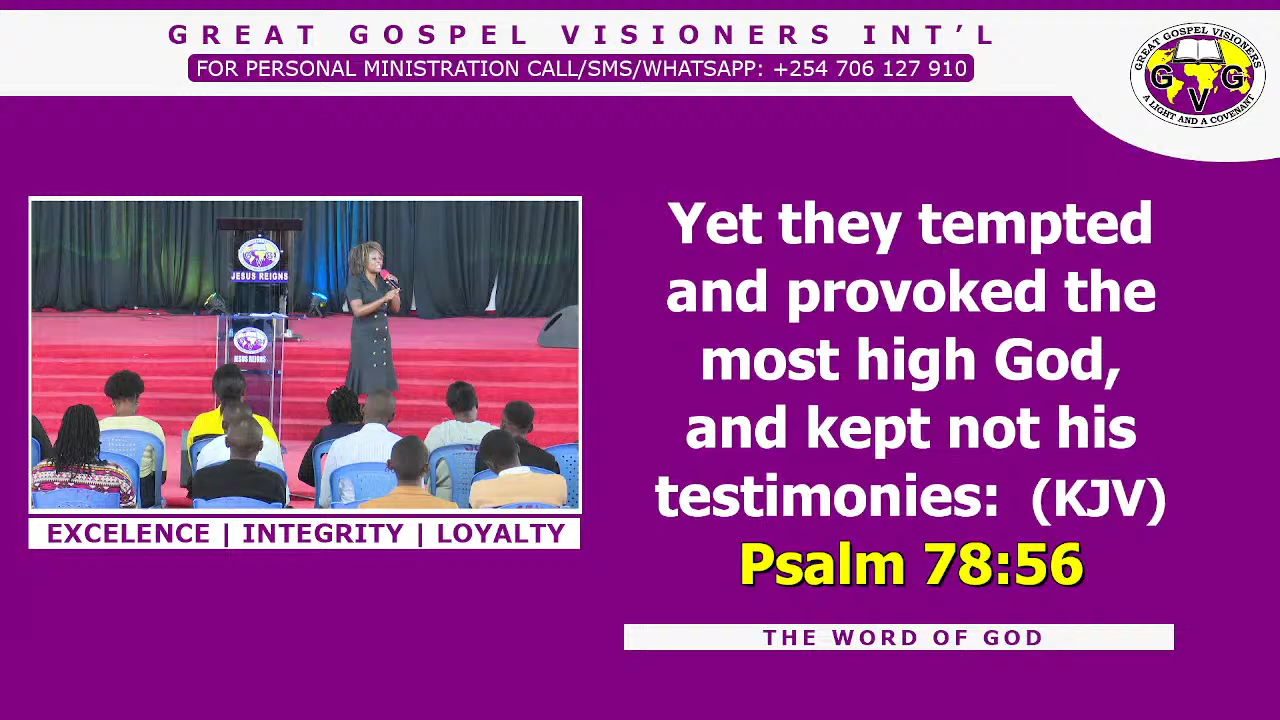 GREAT GOSPEL VISIONERS INT'L
FOR PERSONAL MINISTRATION CALL/SMS/WHATSAPP: +254 706 127 910
GREAT GOSPEL VISIONERS
G V G
A LIGHT AND A COVENANT
JESUS REIGNS
JESUS REIGNS
EXCELENCE | INTEGRITY | LOYALTY
Yet they tempted
and provoked the
most high God,
and kept not his
testimonies: (KJV)
Psalm 78:56
THE WORD OF GOD